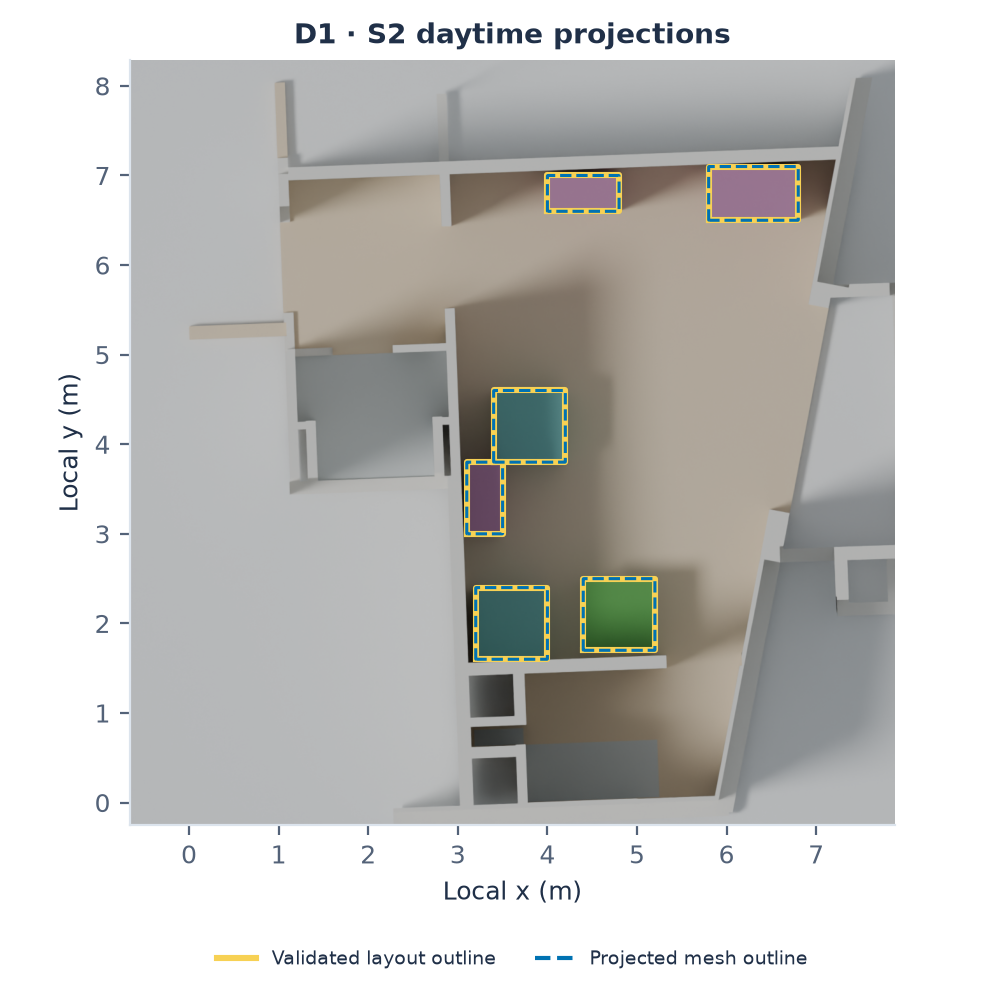 D1 · S2 daytime projections
8
7
6
5
4
3
2
1
0
Local y (m)
0 1 2 3 4 5 6 7
Local x (m)
Validated layout outline
Projected mesh outline